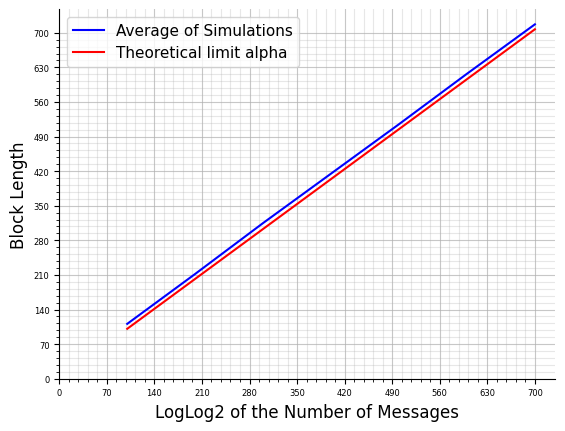 Average of Simulations
Theoretical limit alpha
Block Length
700
630
560
490
420
350
280
210
140
70
0
0 70 140 210 280 350 420 490 560 630 700
LogLog2 of the Number of Messages